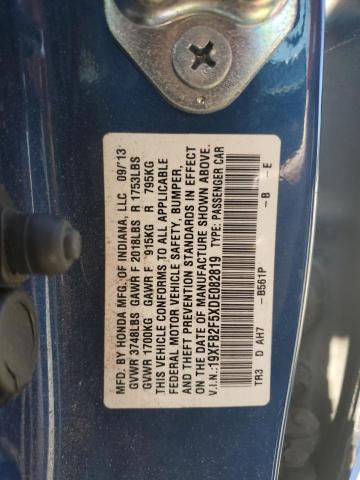 MFD. BY HONDA MFG. OF INDIANA, LLC 09/'13
GVWR 3748LBS GAWR F 2018LBS R 1753LBS
GVWR 1700KG GAWR F 915KG R 795KG
THIS VEHICLE CONFORMS TO ALL APPLICABLE
FEDERAL MOTOR VEHICLE SAFETY, BUMPER,
AND THEFT PREVENTION STANDARDS IN EFFECT
ON THE DATE OF MANUFACTURE SHOWN ABOVE.
V.I.N.:19XFB2F5XDE082819 TYPE: PASSENGER CAR
-B561P -B -E
TR3 D AH7